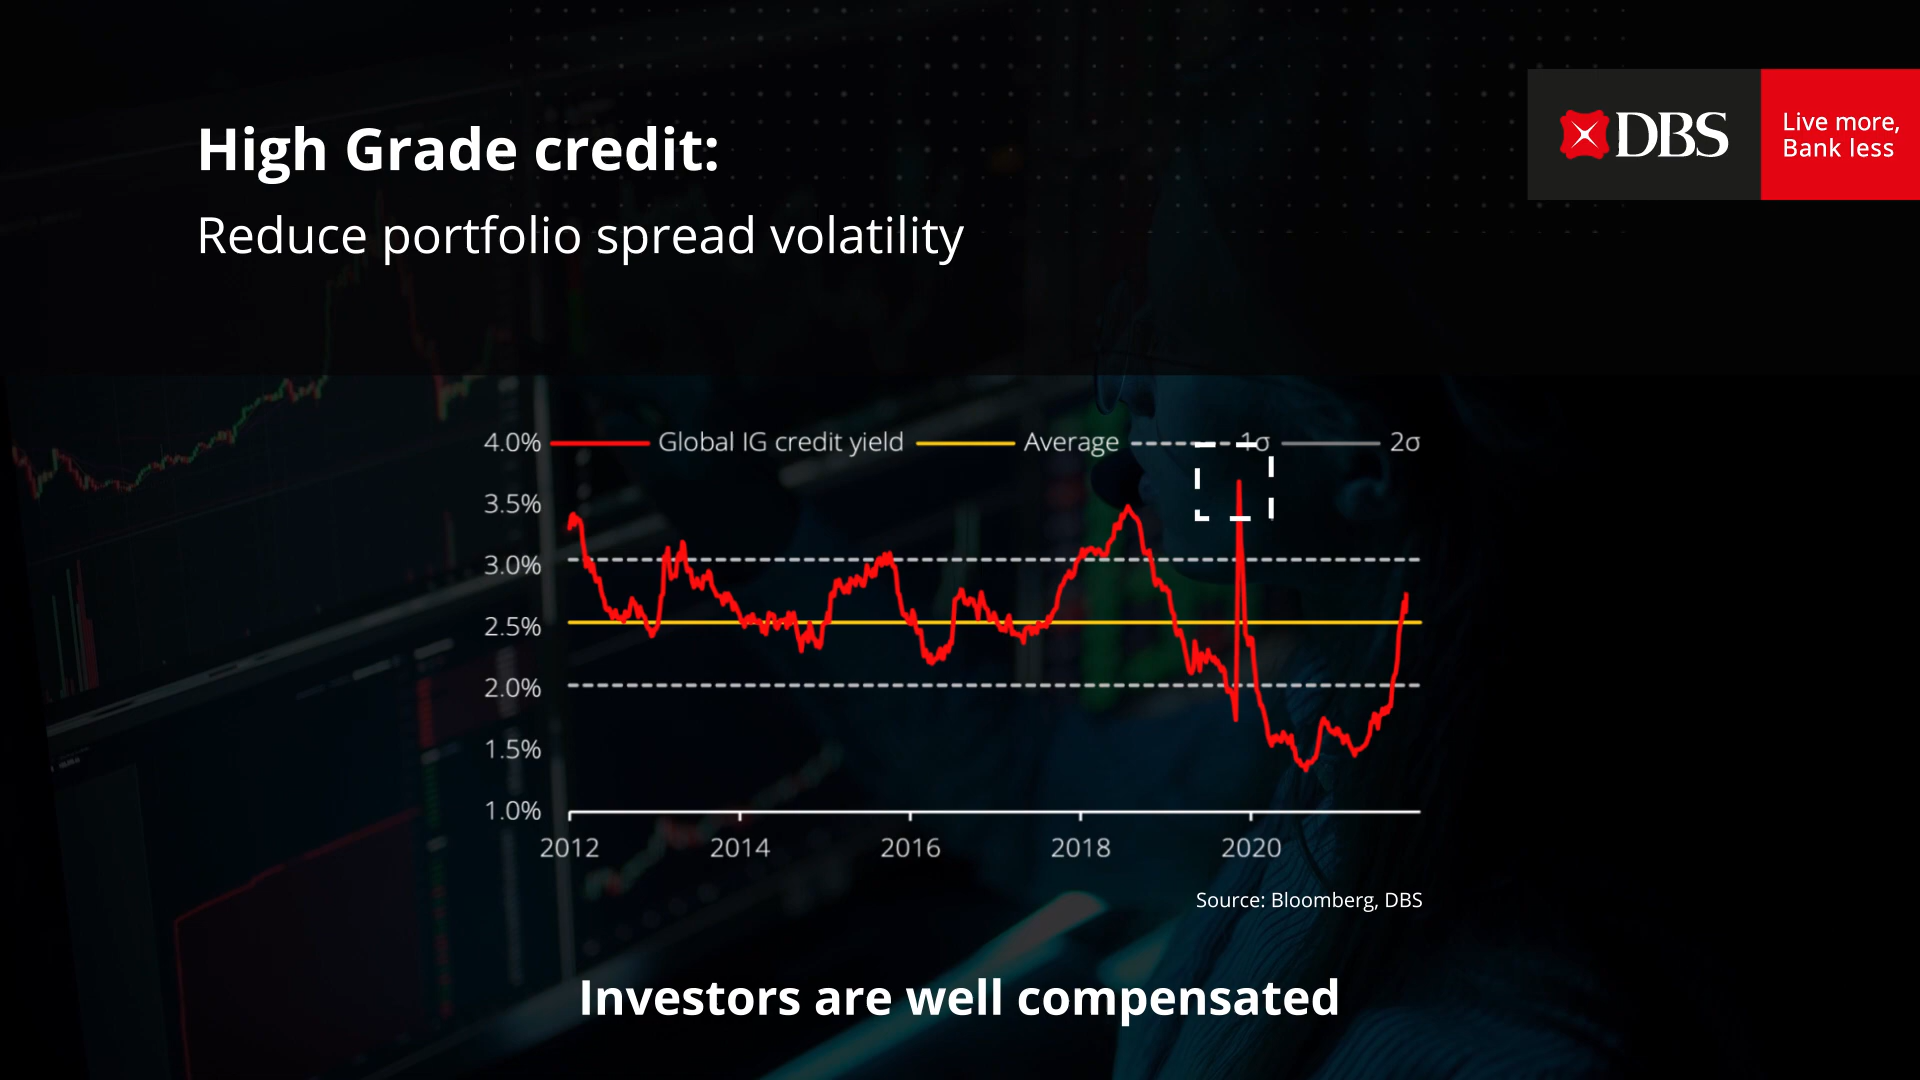 High Grade credit:
Reduce portfolio spread volatility
DBS
Live more,
Bank less
4.0% Global IG credit yield Average 1σ 2σ
3.5%
3.0%
2.5%
2.0%
1.5%
1.0%
2012 2014 2016 2018 2020
Source: Bloomberg, DBS
Investors are well compensated